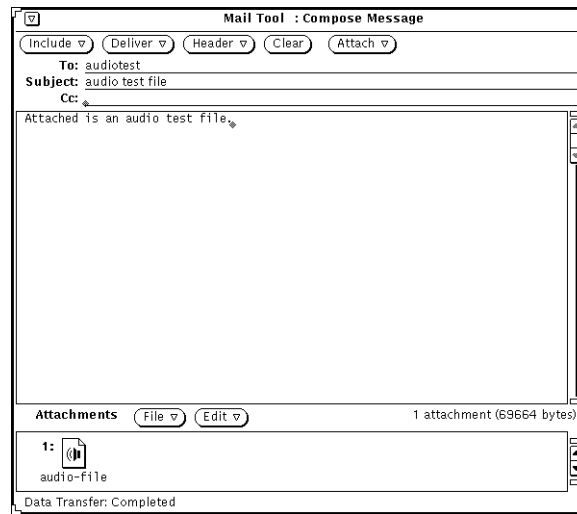 Mail Tool : Compose Message
Include Deliver Header Clear Attach
To: audiotest
Subject: audio test file
Cc:
Attached is an audio test file.
Attachments File Edit 1 attachment (69664 bytes)
1:
audio-file
Data Transfer: Completed